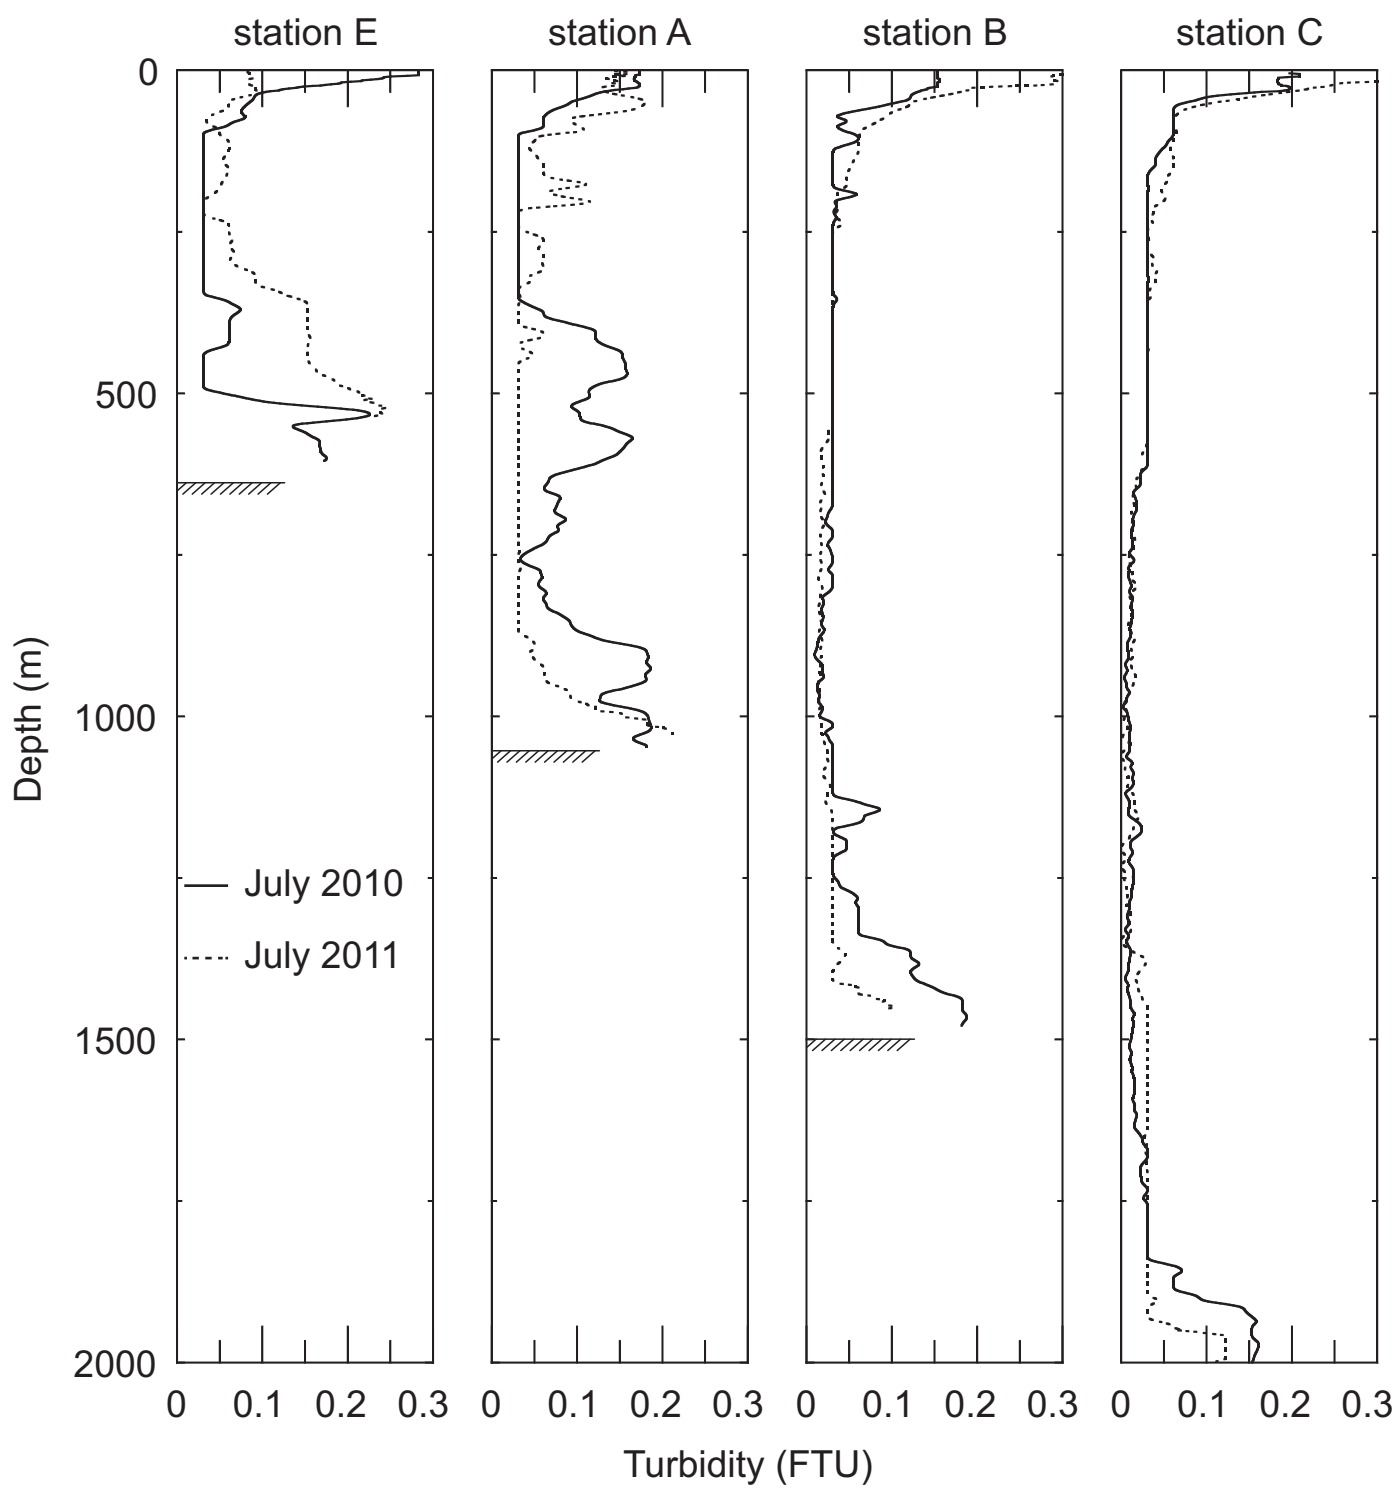 station E station A station B station C
0
500
1000
1500
2000
Depth (m)
July 2010
July 2011
0 0.1 0.2 0.3 0 0.1 0.2 0.3 0 0.1 0.2 0.3 0 0.1 0.2 0.3
Turbidity (FTU)